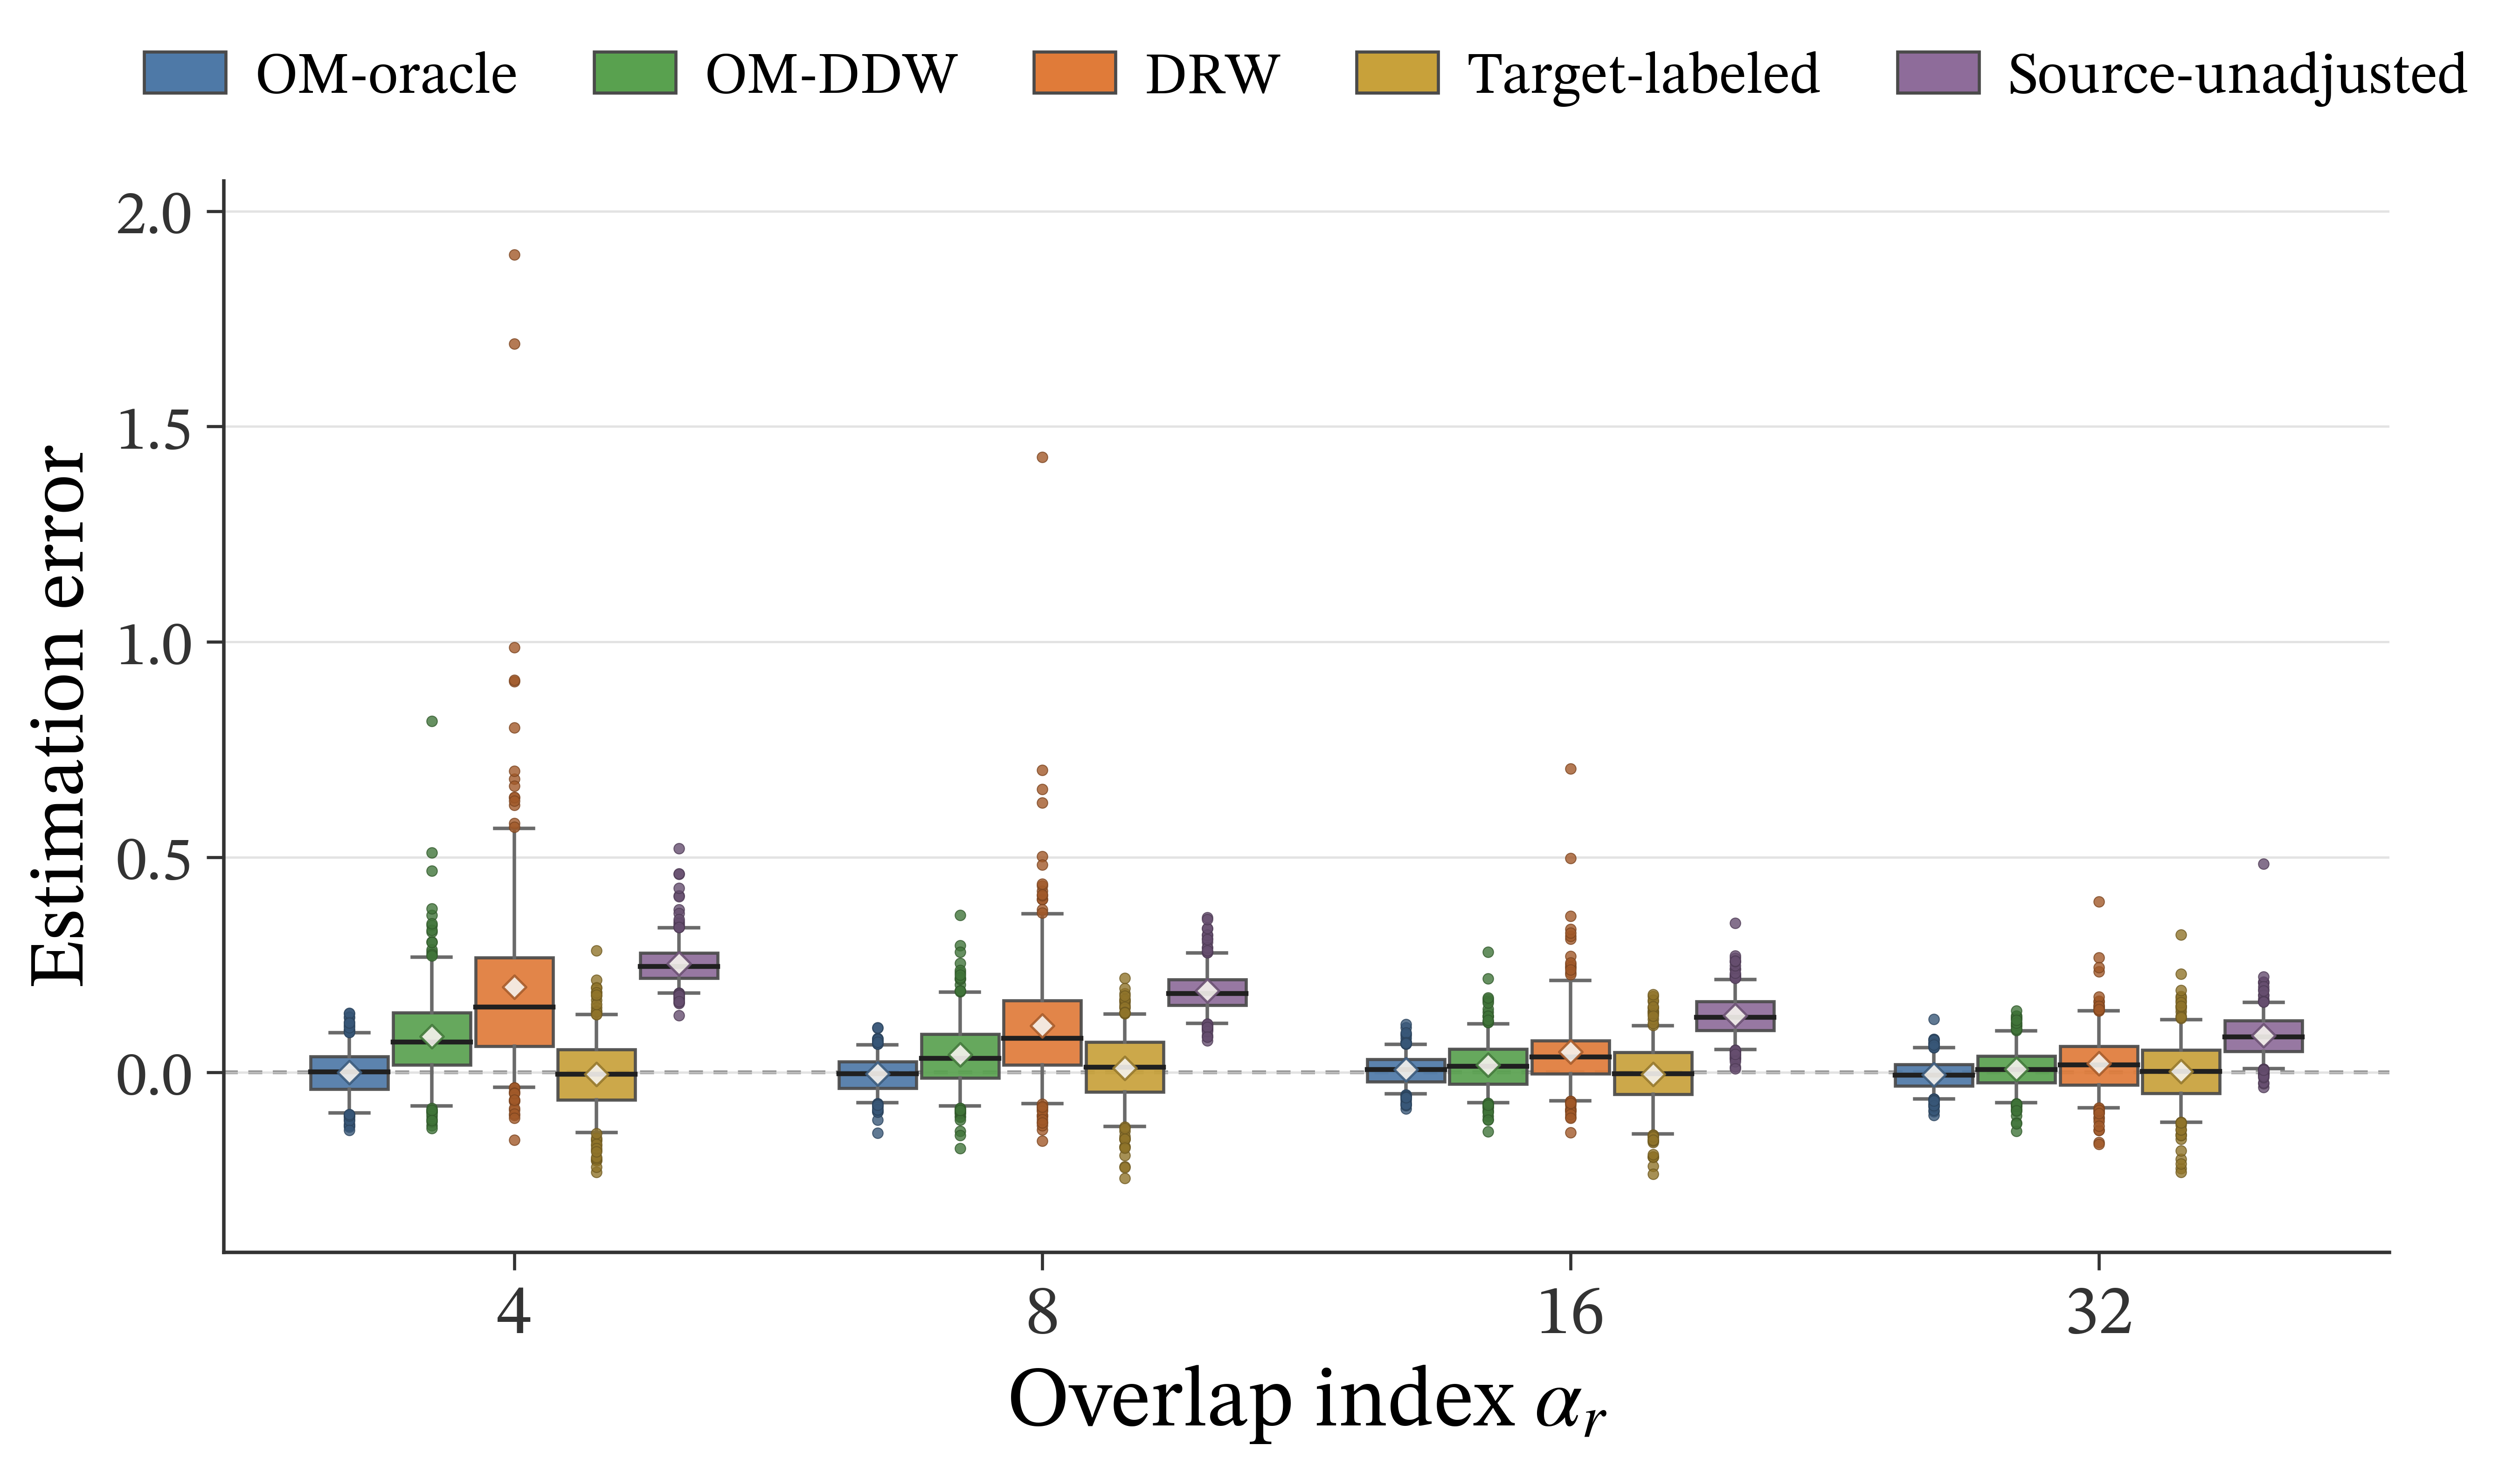 OM-oracle OM-DDW DRW Target-labeled Source-unadjusted
2.0
1.5
1.0
0.5
0.0
Estimation error
4 8 16 32
Overlap index αr